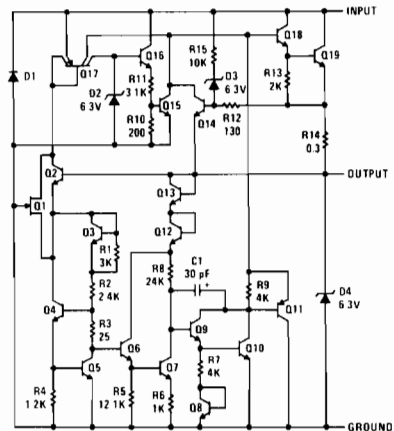 INPUT
Q18
Q16
R15
10K
Q19
D1
Q17
R11
3 1K
D3
6 3V
R13
2K
D2
6 3V
Q15
R10
200
Q14
R12
130
R14
0.3
Q2
OUTPUT
Q13
Q1
Q12
Q3
R1
3K
R8
24K
C1
30 pF
+
R9
4K
Q11
D4
6 3V
R2
2 4K
Q4
R3
25
Q9
Q6
Q10
Q5
Q7
R7
4K
R4
1 2K
R5
12 1K
R6
1K
Q8
GROUND